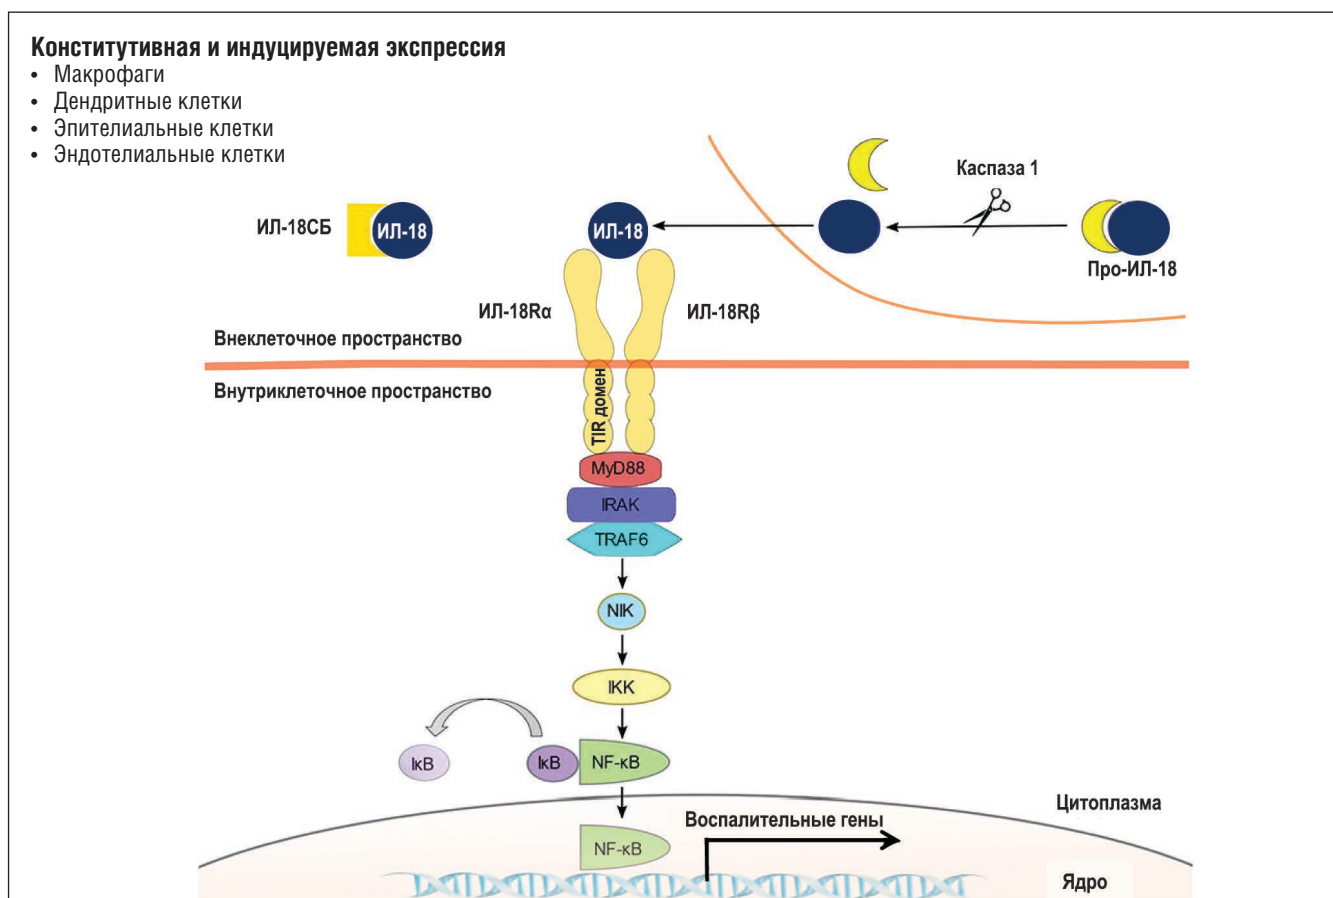 Конститутивная и индуцируемая экспрессия
• Макрофаги
• Дендритные клетки
• Эпителиальные клетки
• Эндотелиальные клетки
Каспаза 1
ИЛ-18СБ
ИЛ-18
ИЛ-18
Про-ИЛ-18
ИЛ-18Rα
ИЛ-18Rβ
Внеклеточное пространство
Внутриклеточное пространство
TIR домен
MyD88
IRAK
TRAF6
NIK
IKK
IκB
IκB
NF-κB
Цитоплазма
Воспалительные гены
NF-κB
Ядро